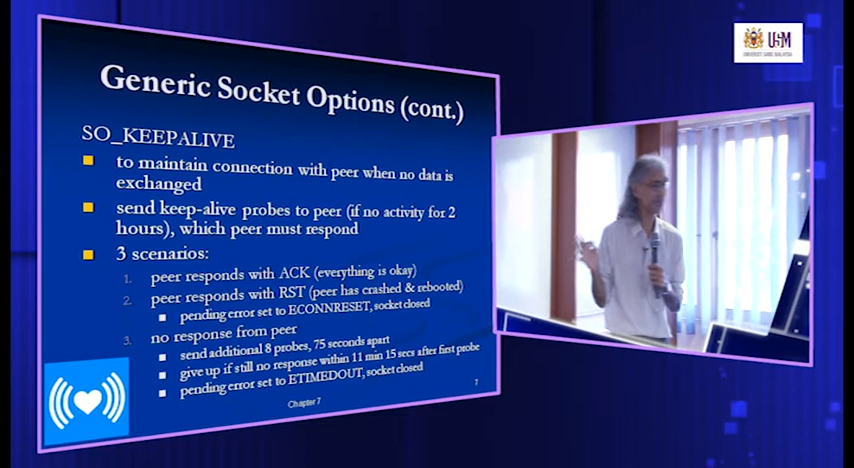 USM
UNIVERSITI SAINS MALAYSIA
Generic Socket Options (cont.)
SO_KEEPALIVE
to maintain connection with peer when no data is
exchanged
send keep-alive probes to peer (if no activity for 2
hours), which peer must respond
3 scenarios:
1. peer responds with ACK (everything is okay)
2. peer responds with RST (peer has crashed & rebooted)
pending error set to ECONNRESET, socket closed
3. no response from peer
send additional 8 probes, 75 seconds apart
give up if still no response within 11 min 15 secs after first probe
pending error set to ETIMEDOUT, socket closed
Chapter 7
7